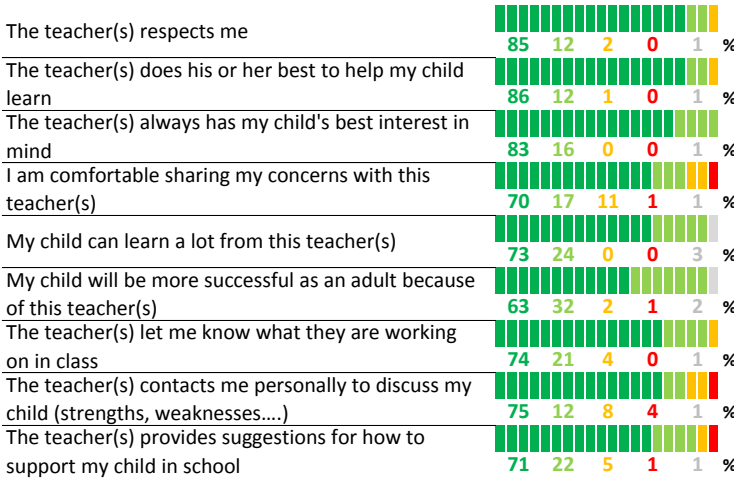 The teacher(s) respects me
85 12 2 0 1 %
The teacher(s) does his or her best to help my child
learn
86 12 1 0 1 %
The teacher(s) always has my child's best interest in
mind
83 16 0 0 1 %
I am comfortable sharing my concerns with this
teacher(s)
70 17 11 1 1 %
My child can learn a lot from this teacher(s)
73 24 0 0 3 %
My child will be more successful as an adult because
of this teacher(s)
63 32 2 1 2 %
The teacher(s) let me know what they are working
on in class
74 21 4 0 1 %
The teacher(s) contacts me personally to discuss my
child (strengths, weaknesses....)
75 12 8 4 1 %
The teacher(s) provides suggestions for how to
support my child in school
71 22 5 1 1 %